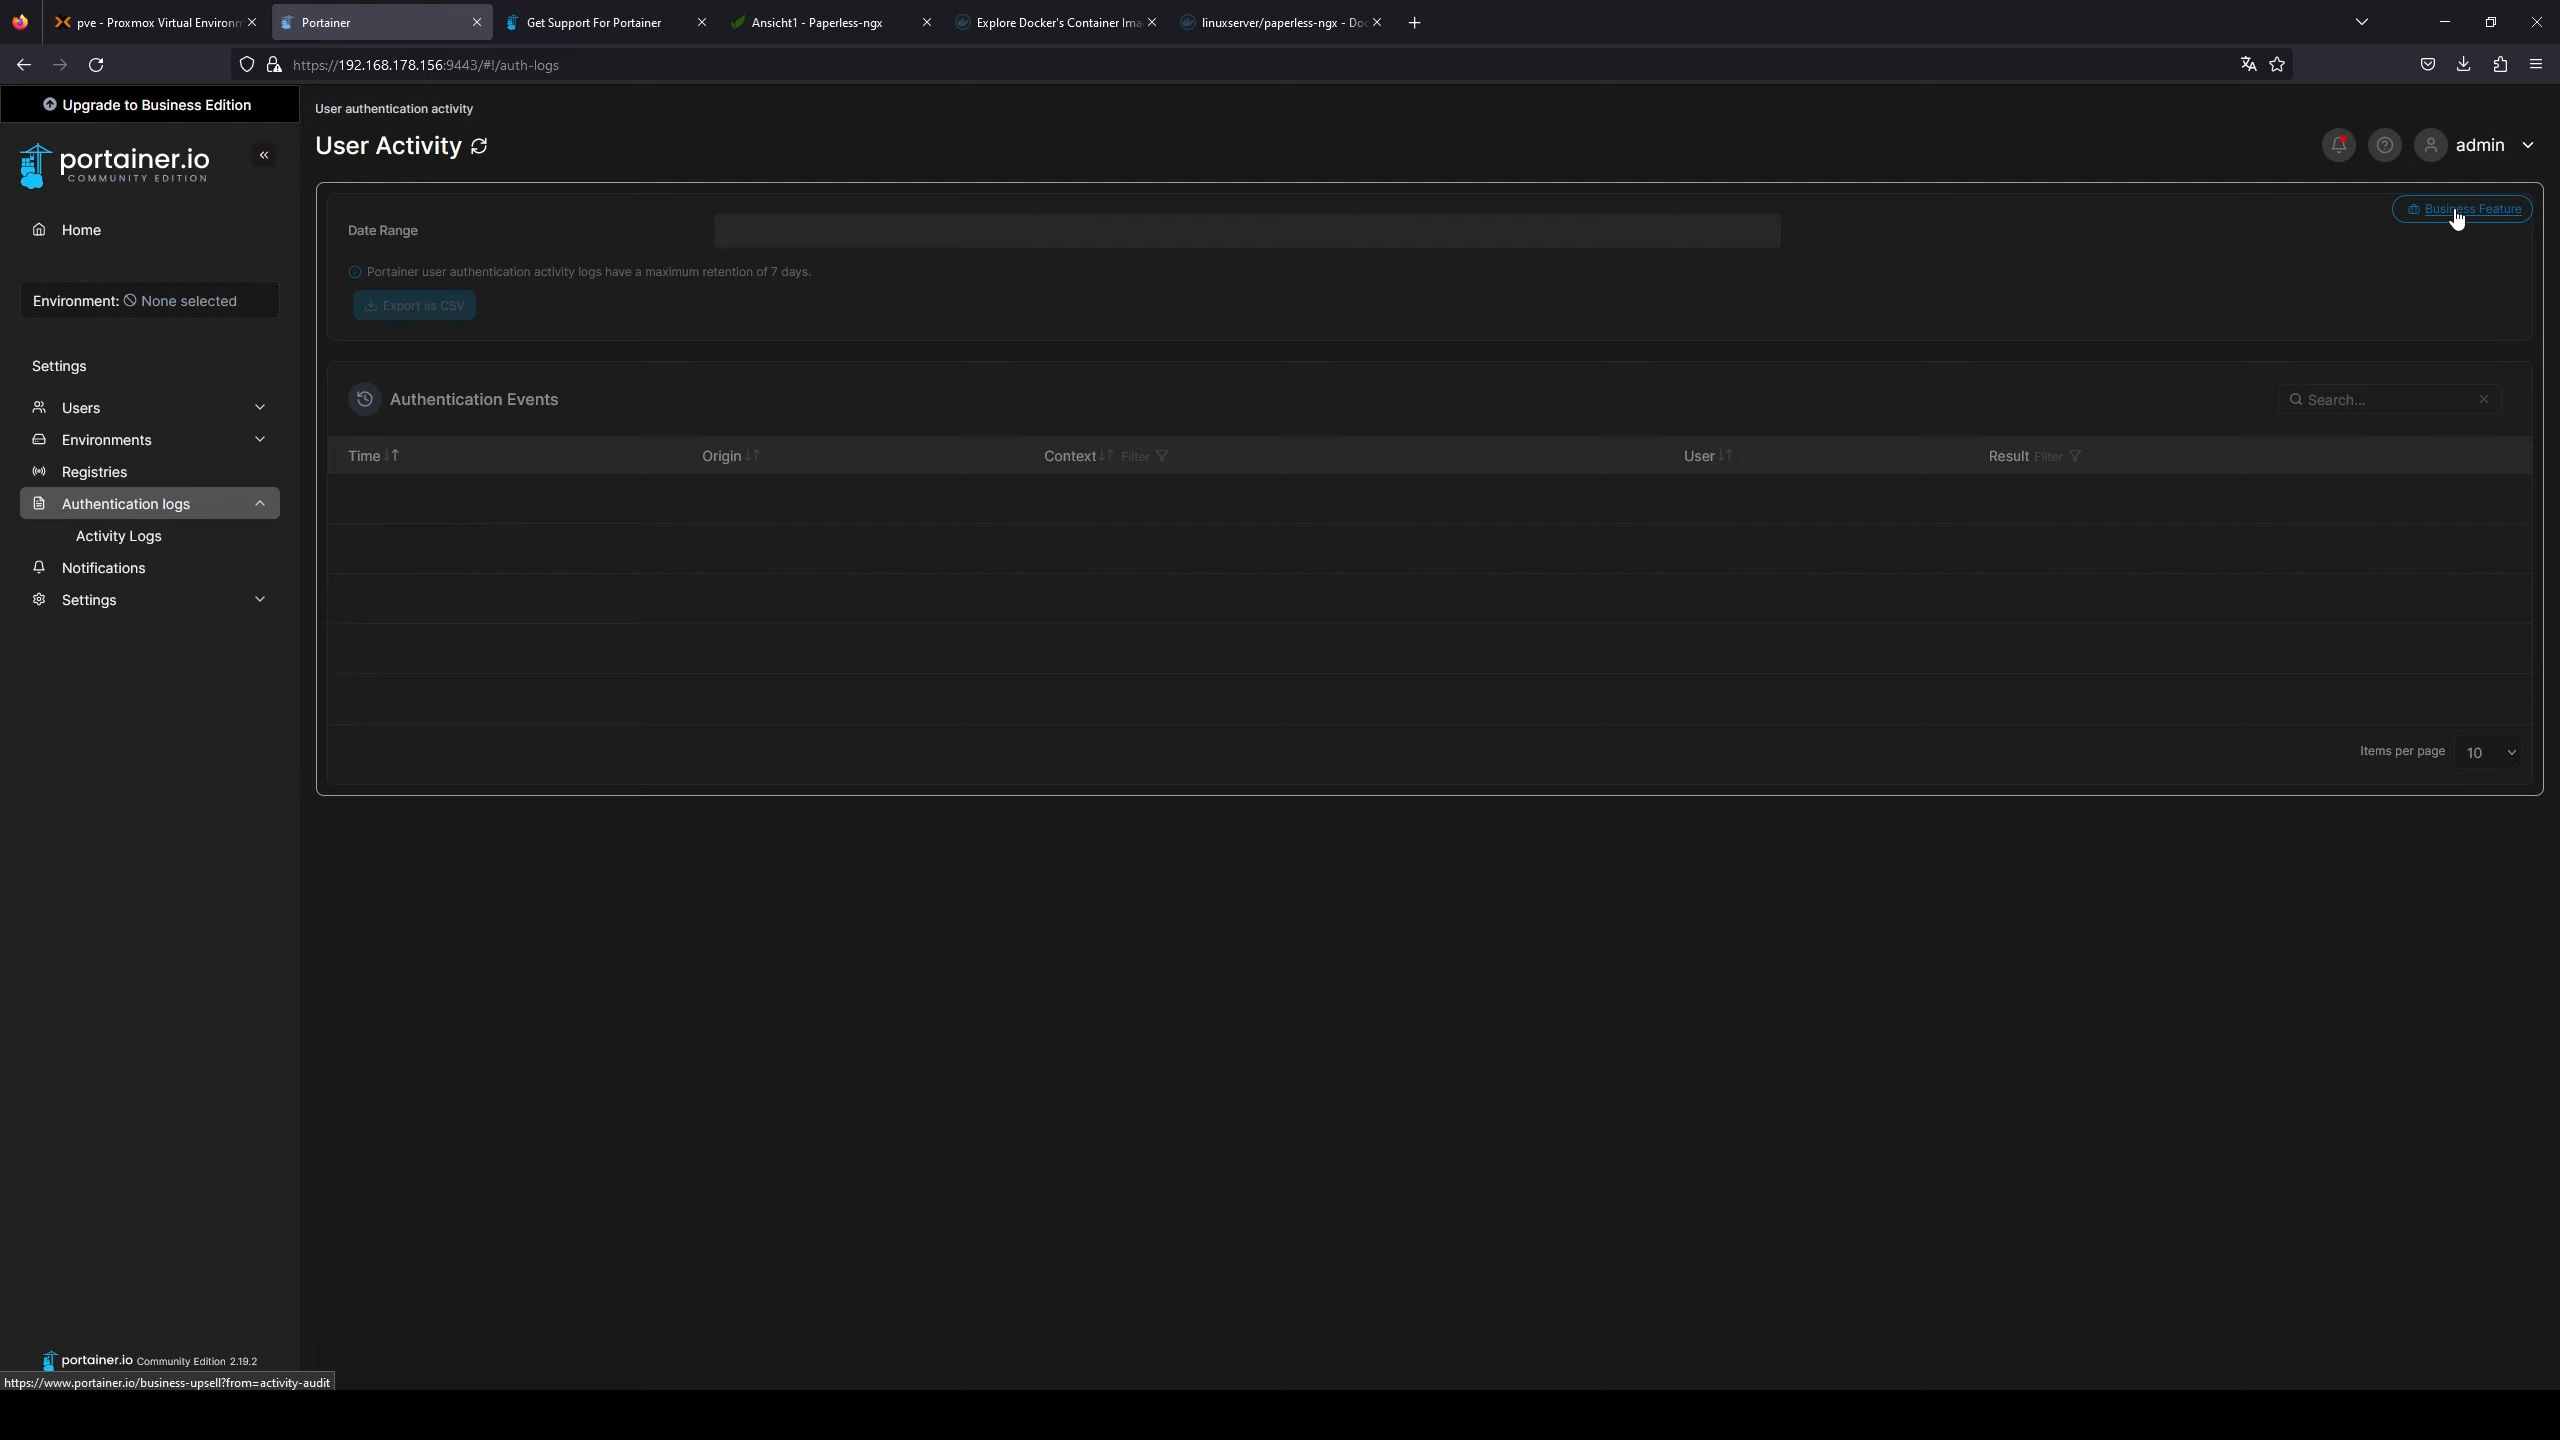 pve - Proxmox Virtual Environm
Portainer
Get Support For Portainer
Ansicht1 - Paperless-ngx
Explore Docker's Container Ima
linuxserver/paperless-ngx - Doc
https://192.168.178.156:9443/#!/auth-logs
Upgrade to Business Edition
User authentication activity
portainer.io
COMMUNITY EDITION
User Activity
admin
Home
Date Range
Business Feature
Portainer user authentication activity logs have a maximum retention of 7 days.
Environment: None selected
Export as CSV
Settings
Users
Authentication Events
Search...
Environments
Time
Origin
Context Filter
User
Result Filter
Registries
Authentication logs
Activity Logs
Notifications
Settings
Items per page 10
portainer.io Community Edition 2.19.2
https://www.portainer.io/business-upsell?from=activity-audit